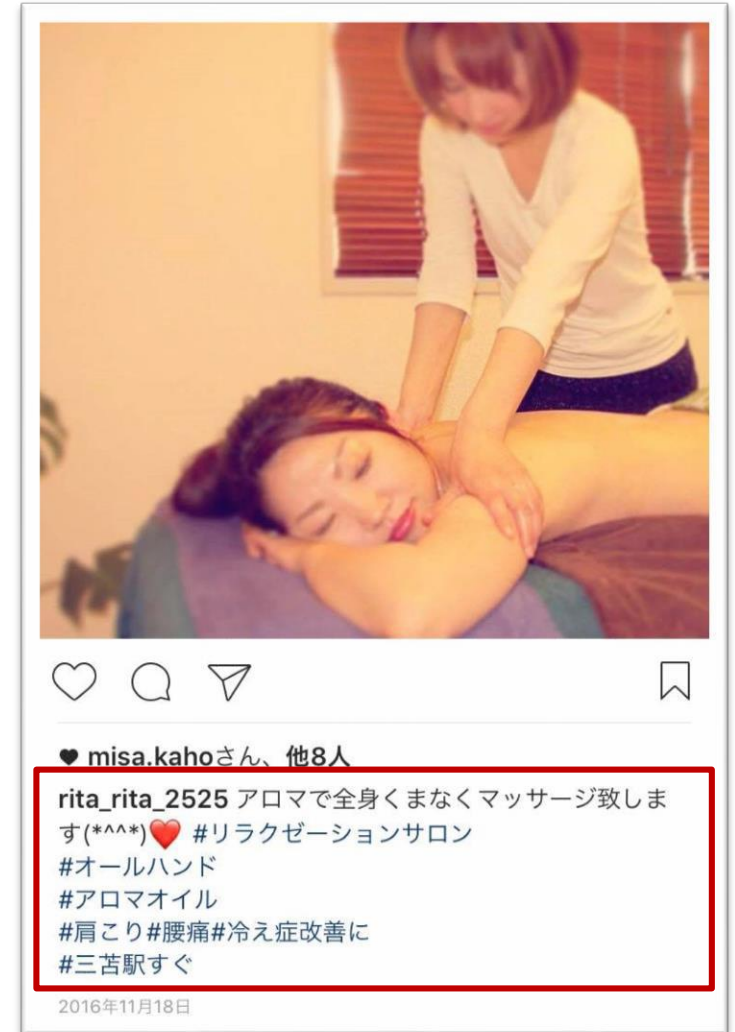 misa.kahoさん、他8人
rita_rita_2525 アロマで全身くまなくマッサージ致しま
す(*^^*)❤️ #リラクゼーションサロン
#オールハンド
#アロマオイル
#肩こり#腰痛#冷え症改善に
#三苫駅すぐ
2016年11月18日